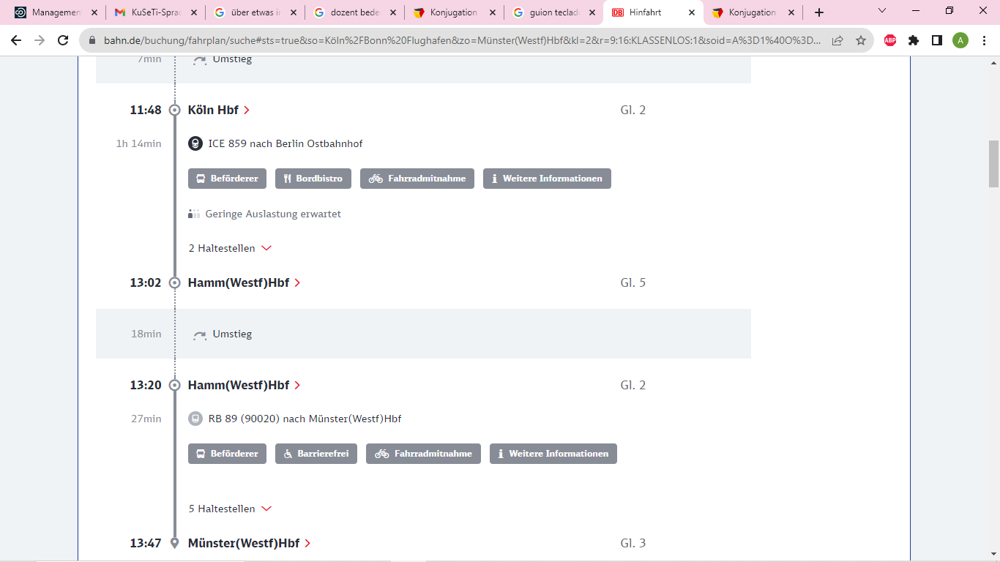 Managemen
KuSeTi-Sprac
über etwas in
dozent bede
Konjugation
guion teclado
Hinfahrt
Konjugation
bahn.de/buchung/fahrplan/suche#sts=true&so=Köln%2FBonn%20Flughafen&zo=Münster(Westf)Hbf&kl=2&r=9:16:KLASSENLOS:1&soid=A%3D1%40O%3D...
ABP
A
7min Umstieg
11:48 Köln Hbf Gl. 2
1h 14min ICE 859 nach Berlin Ostbahnhof
Beförderer Bordbistro Fahrradmitnahme Weitere Informationen
Geringe Auslastung erwartet
2 Haltestellen
13:02 Hamm(Westf)Hbf Gl. 5
18min Umstieg
13:20 Hamm(Westf)Hbf Gl. 2
27min RB 89 (90020) nach Münster(Westf)Hbf
Beförderer Barrierefrei Fahrradmitnahme Weitere Informationen
5 Haltestellen
13:47 Münster(Westf)Hbf Gl. 3